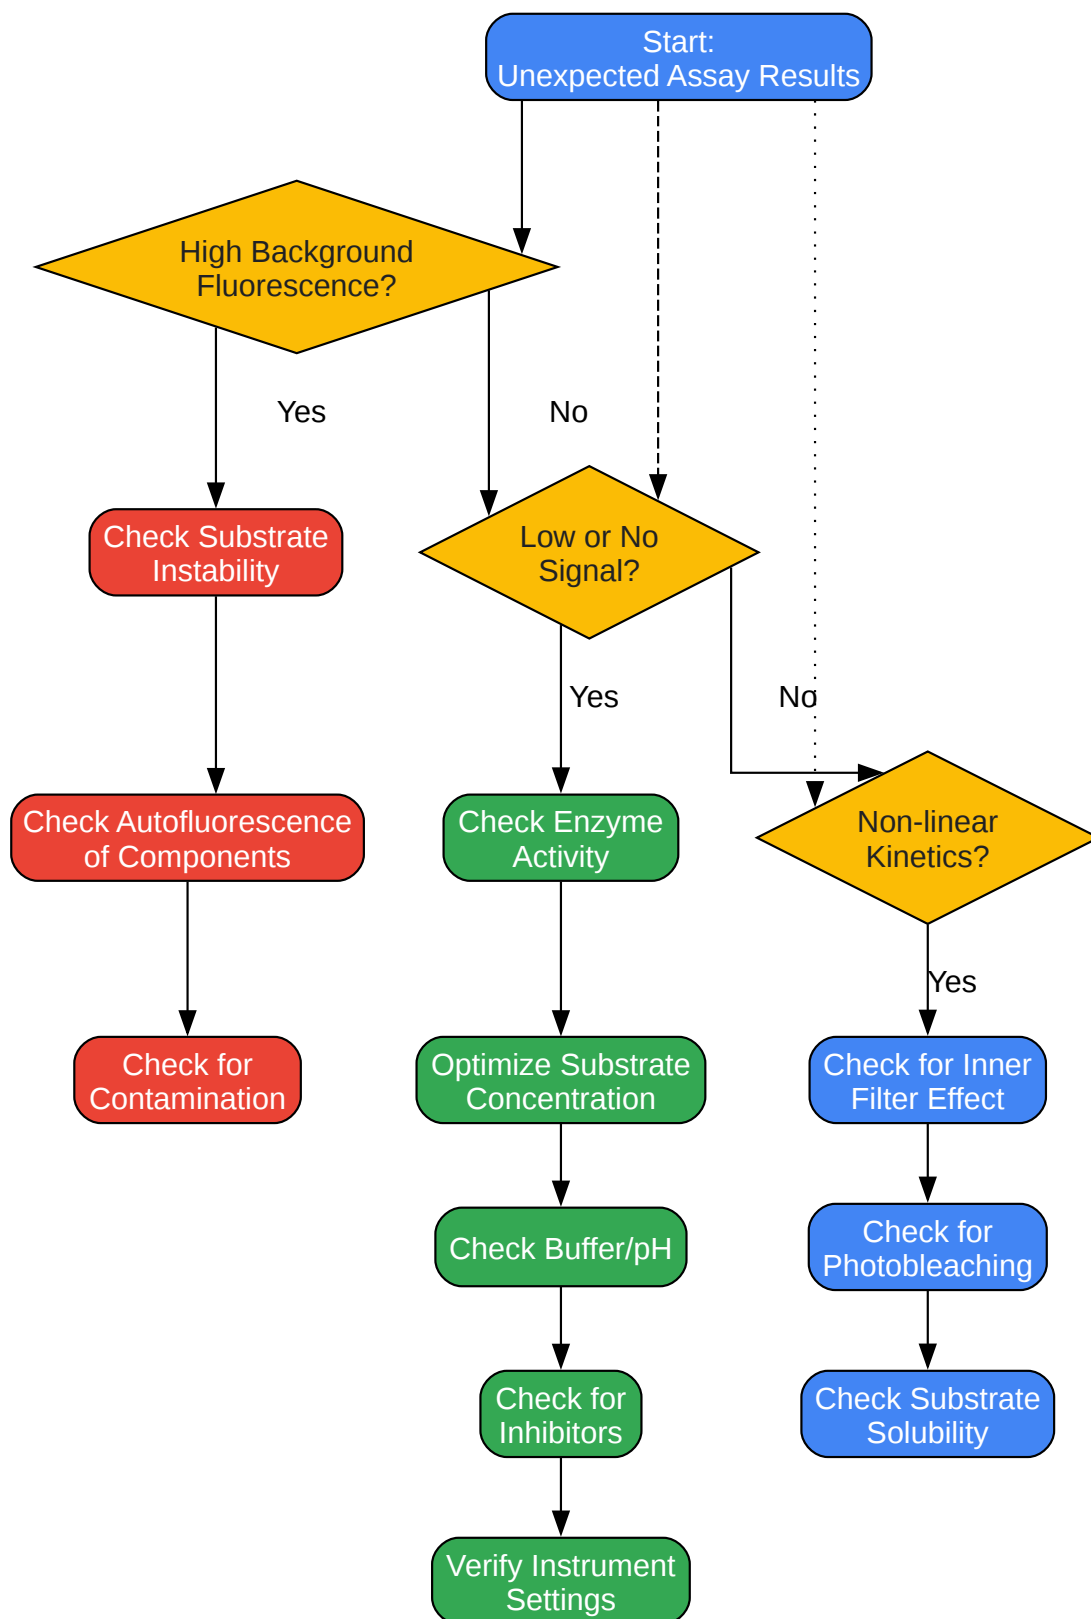 Start:
Unexpected Assay Results
High Background
Fluorescence?
Yes
No
Check Substrate
Instability
Low or No
Signal?
Yes
No
Check Autofluorescence
of Components
Check Enzyme
Activity
Non-linear
Kinetics?
Yes
Check for
Contamination
Optimize Substrate
Concentration
Check for Inner
Filter Effect
Check Buffer/pH
Check for
Photobleaching
Check for
Inhibitors
Check Substrate
Solubility
Verify Instrument
Settings